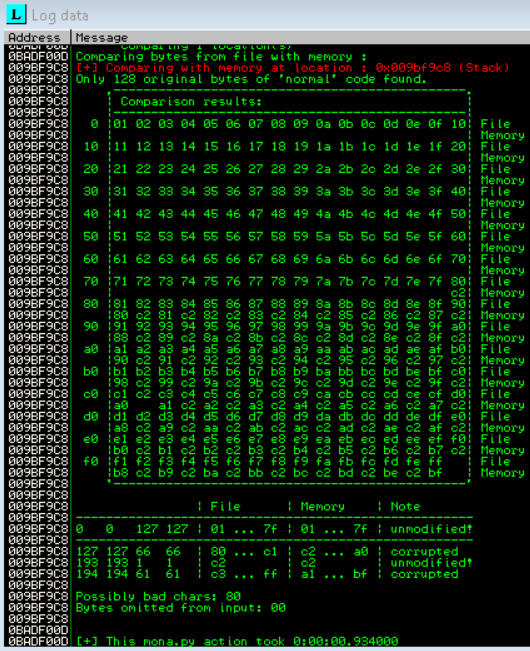 Log data
Address Message
0BADF00D Comparing 1 location(s)
0BADF00D Comparing bytes from file with memory :
009BF9C8 [+] Comparing with memory at location : 0x009bf9c8 (Stack)
009BF9C8 Only 128 original bytes of 'normal' code found.
009BF9C8 ,-----------------------------------------------.
009BF9C8 | Comparison results: |
009BF9C8 |-----------------------------------------------|
009BF9C8 0 |01 02 03 04 05 06 07 08 09 0a 0b 0c 0d 0e 0f 10| File
009BF9C8 | | Memory
009BF9C8 10 |11 12 13 14 15 16 17 18 19 1a 1b 1c 1d 1e 1f 20| File
009BF9C8 | | Memory
009BF9C8 20 |21 22 23 24 25 26 27 28 29 2a 2b 2c 2d 2e 2f 30| File
009BF9C8 | | Memory
009BF9C8 30 |31 32 33 34 35 36 37 38 39 3a 3b 3c 3d 3e 3f 40| File
009BF9C8 | | Memory
009BF9C8 40 |41 42 43 44 45 46 47 48 49 4a 4b 4c 4d 4e 4f 50| File
009BF9C8 | | Memory
009BF9C8 50 |51 52 53 54 55 56 57 58 59 5a 5b 5c 5d 5e 5f 60| File
009BF9C8 | | Memory
009BF9C8 60 |61 62 63 64 65 66 67 68 69 6a 6b 6c 6d 6e 6f 70| File
009BF9C8 | | Memory
009BF9C8 70 |71 72 73 74 75 76 77 78 79 7a 7b 7c 7d 7e 7f 80| File
009BF9C8 | c2| Memory
009BF9C8 80 |81 82 83 84 85 86 87 88 89 8a 8b 8c 8d 8e 8f 90| File
009BF9C8 |80 c2 81 c2 82 c2 83 c2 84 c2 85 c2 86 c2 87 c2| Memory
009BF9C8 90 |91 92 93 94 95 96 97 98 99 9a 9b 9c 9d 9e 9f a0| File
009BF9C8 |88 c2 89 c2 8a c2 8b c2 8c c2 8d c2 8e c2 8f c2| Memory
009BF9C8 a0 |a1 a2 a3 a4 a5 a6 a7 a8 a9 aa ab ac ad ae af b0| File
009BF9C8 |90 c2 91 c2 92 c2 93 c2 94 c2 95 c2 96 c2 97 c2| Memory
009BF9C8 b0 |b1 b2 b3 b4 b5 b6 b7 b8 b9 ba bb bc bd be bf c0| File
009BF9C8 |98 c2 99 c2 9a c2 9b c2 9c c2 9d c2 9e c2 9f c2| Memory
009BF9C8 c0 |c1 c2 c3 c4 c5 c6 c7 c8 c9 ca cb cc cd ce cf d0| File
009BF9C8 |a0 a1 c2 a2 c2 a3 c2 a4 c2 a5 c2 a6 c2 a7 c2| Memory
009BF9C8 d0 |d1 d2 d3 d4 d5 d6 d7 d8 d9 da db dc dd de df e0| File
009BF9C8 |a8 c2 a9 c2 aa c2 ab c2 ac c2 ad c2 ae c2 af c2| Memory
009BF9C8 e0 |e1 e2 e3 e4 e5 e6 e7 e8 e9 ea eb ec ed ee ef f0| File
009BF9C8 |b0 c2 b1 c2 b2 c2 b3 c2 b4 c2 b5 c2 b6 c2 b7 c2| Memory
009BF9C8 f0 |f1 f2 f3 f4 f5 f6 f7 f8 f9 fa fb fc fd fe ff | File
009BF9C8 |b8 c2 b9 c2 ba c2 bb c2 bc c2 bd c2 be c2 bf | Memory
009BF9C8 `-----------------------------------------------'
009BF9C8
009BF9C8 | File | Memory | Note
009BF9C8 -----------------------------------------------
009BF9C8 0 0 127 127 | 01 ... 7f | 01 ... 7f | unmodified!
009BF9C8 -----------------------------------------------
009BF9C8 127 127 66 66 | 80 ... c1 | c2 ... a0 | corrupted
009BF9C8 193 193 1 1 | c2 | c2 | unmodified!
009BF9C8 194 194 61 61 | c3 ... ff | a1 ... bf | corrupted
009BF9C8
009BF9C8 Possibly bad chars: 80
009BF9C8 Bytes omitted from input: 00
009BF9C8
0BADF00D
0BADF00D [+] This mona.py action took 0:00:00.934000